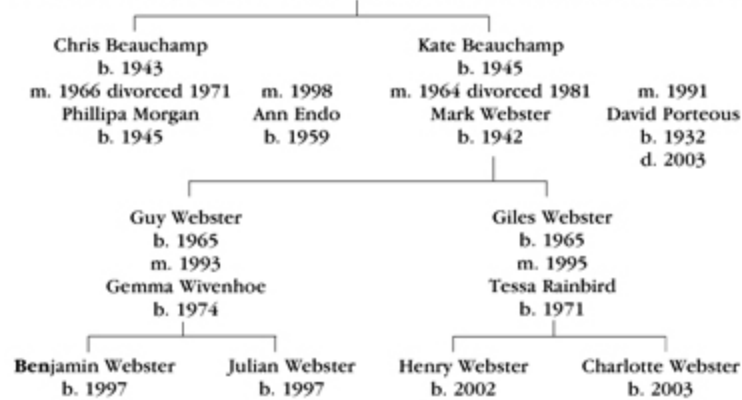 Chris Beauchamp
b. 1943
m. 1966 divorced 1971
Phillipa Morgan
b. 1945
m. 1998
Ann Endo
b. 1959
Kate Beauchamp
b. 1945
m. 1964 divorced 1981
Mark Webster
b. 1942
m. 1991
David Porteous
b. 1932
d. 2003
Guy Webster
b. 1965
m. 1993
Gemma Wivenhoe
b. 1974
Giles Webster
b. 1965
m. 1995
Tessa Rainbird
b. 1971
Benjamin Webster
b. 1997
Julian Webster
b. 1997
Henry Webster
b. 2002
Charlotte Webster
b. 2003